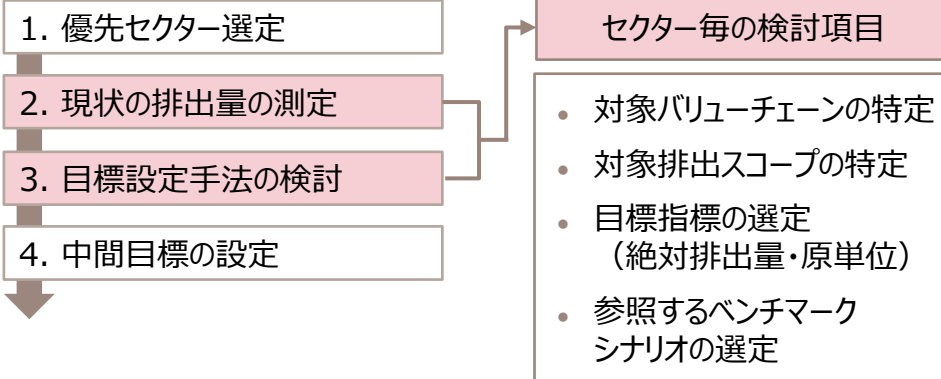 1. 優先セクター選定
2. 現状の排出量の測定
3. 目標設定手法の検討
4. 中間目標の設定
セクター毎の検討項目
• 対象バリューチェーンの特定
• 対象排出スコープの特定
• 目標指標の選定
（絶対排出量・原単位）
• 参照するベンチマーク
シナリオの選定